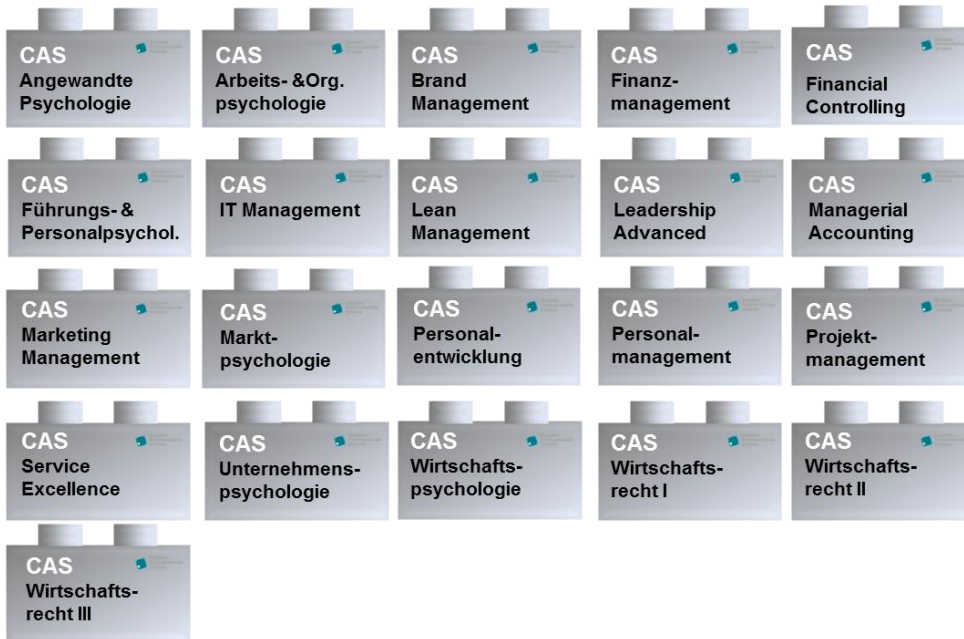 CAS
Angewandte
Psychologie
CAS
Arbeits- &Org.
psychologie
CAS
Brand
Management
CAS
Finanz-
management
CAS
Financial
Controlling
CAS
Führungs- &
Personalpsychol.
CAS
IT Management
CAS
Lean
Management
CAS
Leadership
Advanced
CAS
Managerial
Accounting
CAS
Marketing
Management
CAS
Markt-
psychologie
CAS
Personal-
entwicklung
CAS
Personal-
management
CAS
Projekt-
management
CAS
Service
Excellence
CAS
Unternehmens-
psychologie
CAS
Wirtschafts-
psychologie
CAS
Wirtschafts-
recht I
CAS
Wirtschafts-
recht II
CAS
Wirtschafts-
recht III